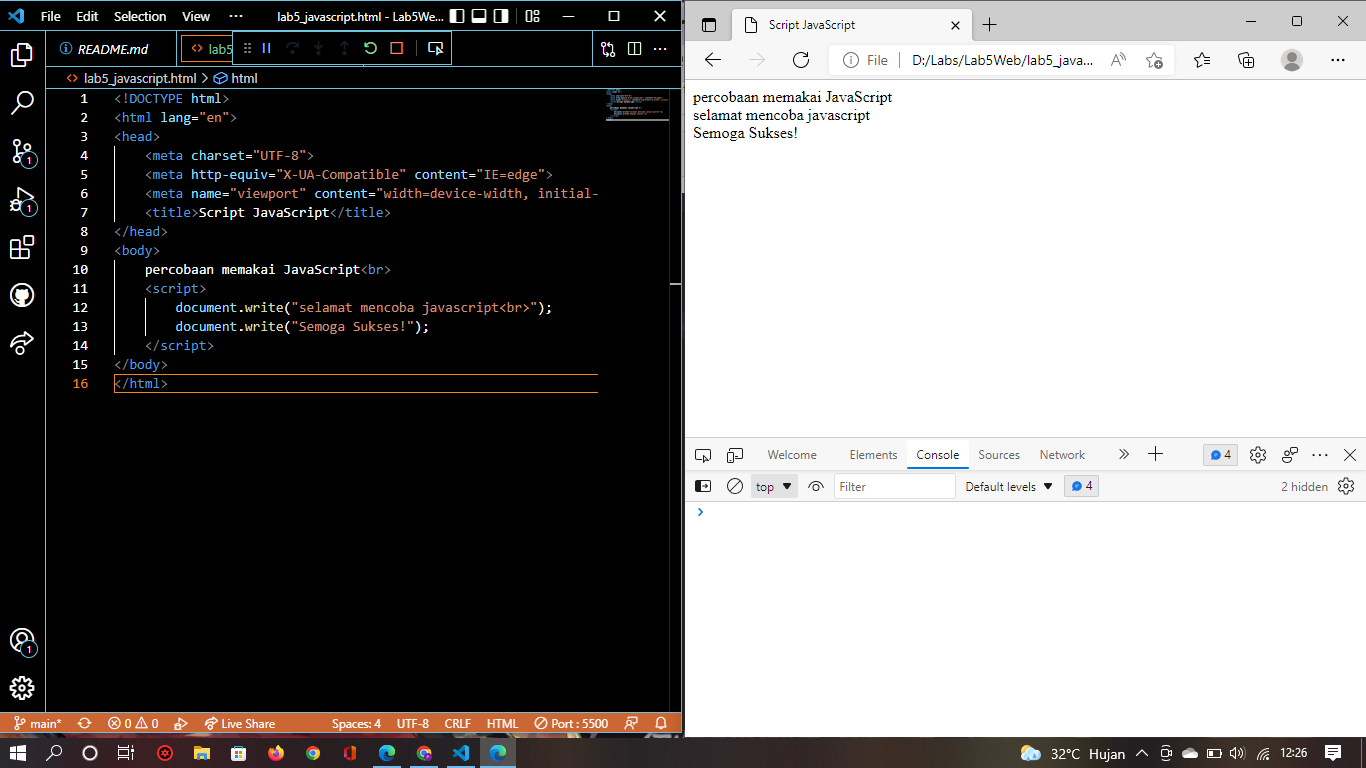 File Edit Selection View ··· lab5_javascript.html - Lab5We...
README.md
lab5
lab5_javascript.html > html
1 <!DOCTYPE html>
2 <html lang="en">
3 <head>
4 <meta charset="UTF-8">
5 <meta http-equiv="X-UA-Compatible" content="IE=edge">
6 <meta name="viewport" content="width=device-width, initial-
7 <title>Script JavaScript</title>
8 </head>
9 <body>
10 percobaan memakai JavaScript<br>
11 <script>
12 document.write("selamat mencoba javascript<br>");
13 document.write("Semoga Sukses!");
14 </script>
15 </body>
16 </html>
1
1
1
main* 0 0 Live Share Spaces: 4 UTF-8 CRLF HTML Port : 5500
Script JavaScript
File D:/Labs/Lab5Web/lab5_java...
percobaan memakai JavaScript
selamat mencoba javascript
Semoga Sukses!
Welcome Elements Console Sources Network 4
top Filter Default levels 4 2 hidden
32°C Hujan 12:26